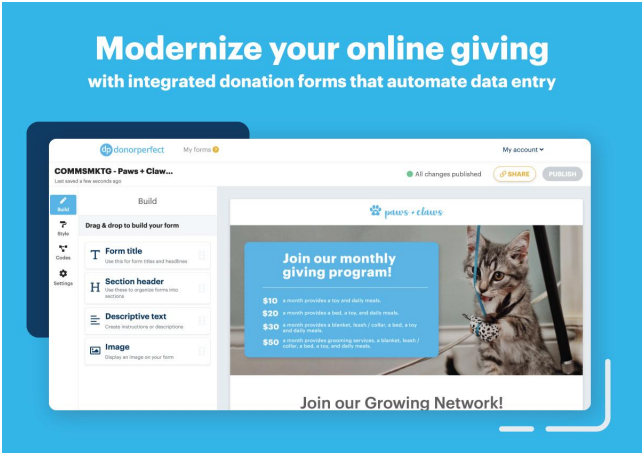 Modernize your online giving
with integrated donation forms that automate data entry
dp donorperfect
My forms ?
My account
COMMSMKTG - Paws + Claw...
Last saved a few seconds ago
All changes published
SHARE
PUBLISH
Build
Style
Codes
Settings
Build
Drag & drop to build your form
T Form title
Use this for form titles and headlines
H Section header
Use these to organize forms into
sections
Descriptive text
Create instructions or descriptions
Image
Display an image on your form
paws + claws
Join our monthly
giving program!
$10 a month provides a toy and daily meals.
$20 a month provides a bed, a toy, and daily meals.
$30 a month provides a blanket, leash / collar, a bed, a toy
and daily meals.
$50 a month provides grooming services, a blanket, leash /
collar, a bed, a toy, and daily meals.
Join our Growing Network!